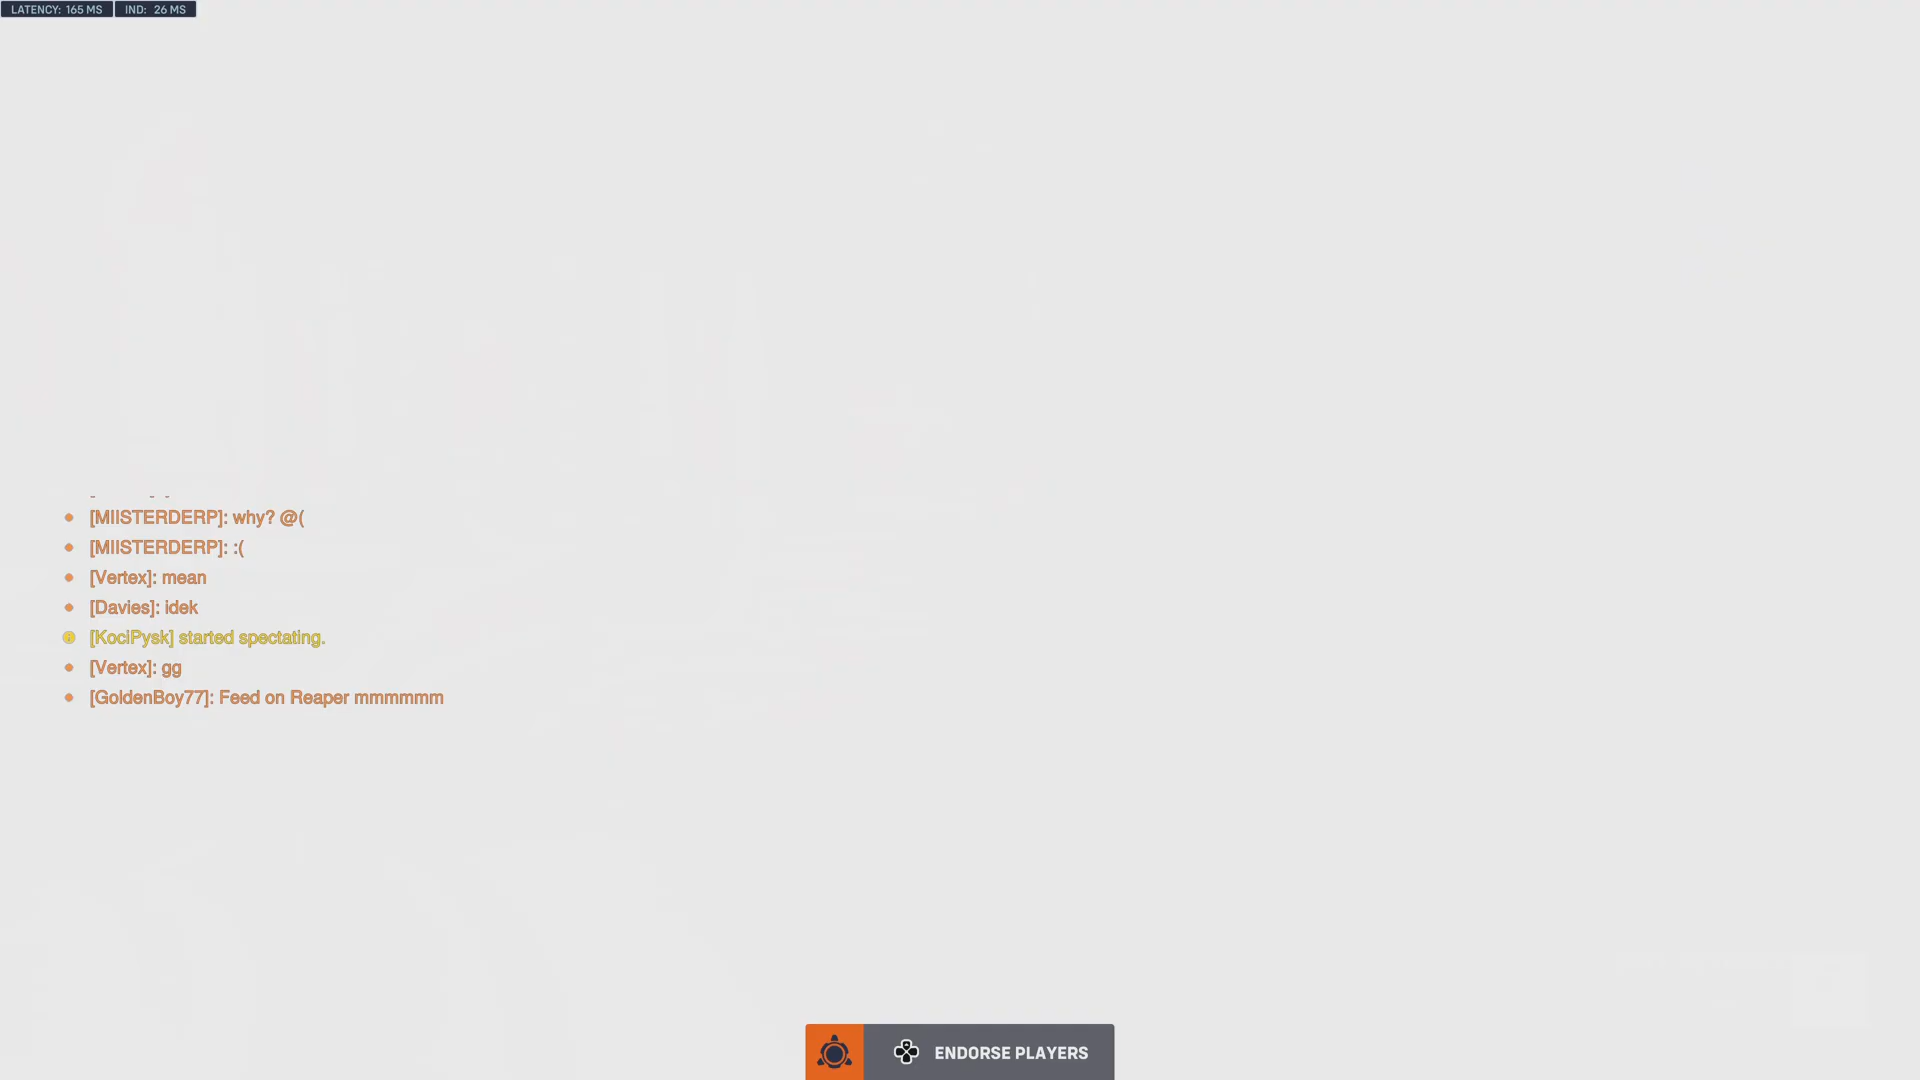 LATENCY: 165 MS IND: 26 MS
[MIISTERDERP]: why? @(
[MIISTERDERP]: :(
[Vertex]: mean
[Davies]: idek
[KociPysk] started spectating.
[Vertex]: gg
[GoldenBoy77]: Feed on Reaper mmmmmm
ENDORSE PLAYERS